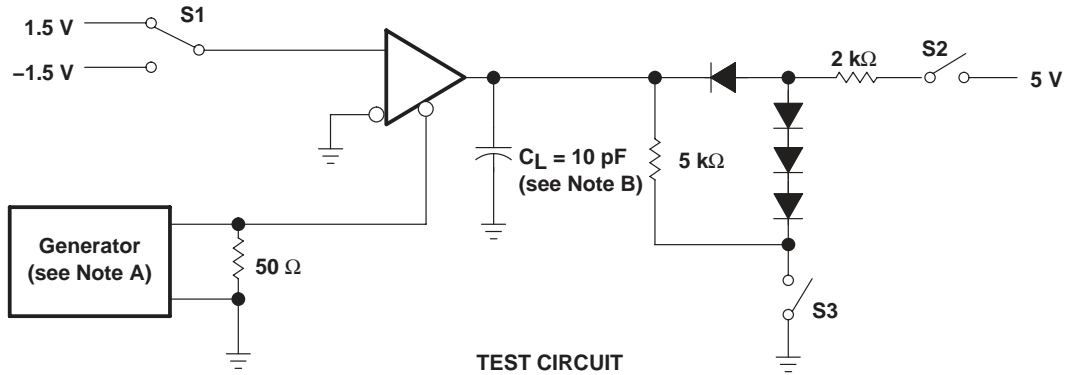 S1
1.5 V
–1.5 V
S2
2 kΩ
5 V
CL = 10 pF
(see Note B)
5 kΩ
Generator
(see Note A)
50 Ω
S3
TEST CIRCUIT